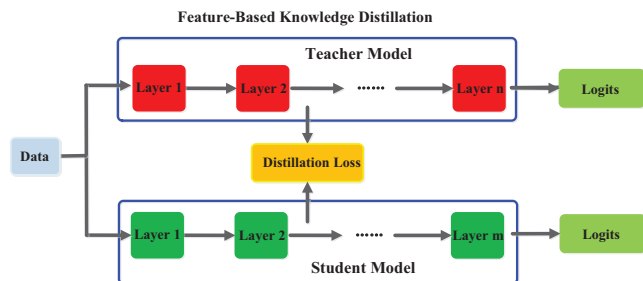 Feature-Based Knowledge Distillation
Teacher Model
Layer 1
Layer 2
......
Layer n
Logits
Data
Distillation Loss
Layer 1
Layer 2
......
Layer m
Logits
Student Model